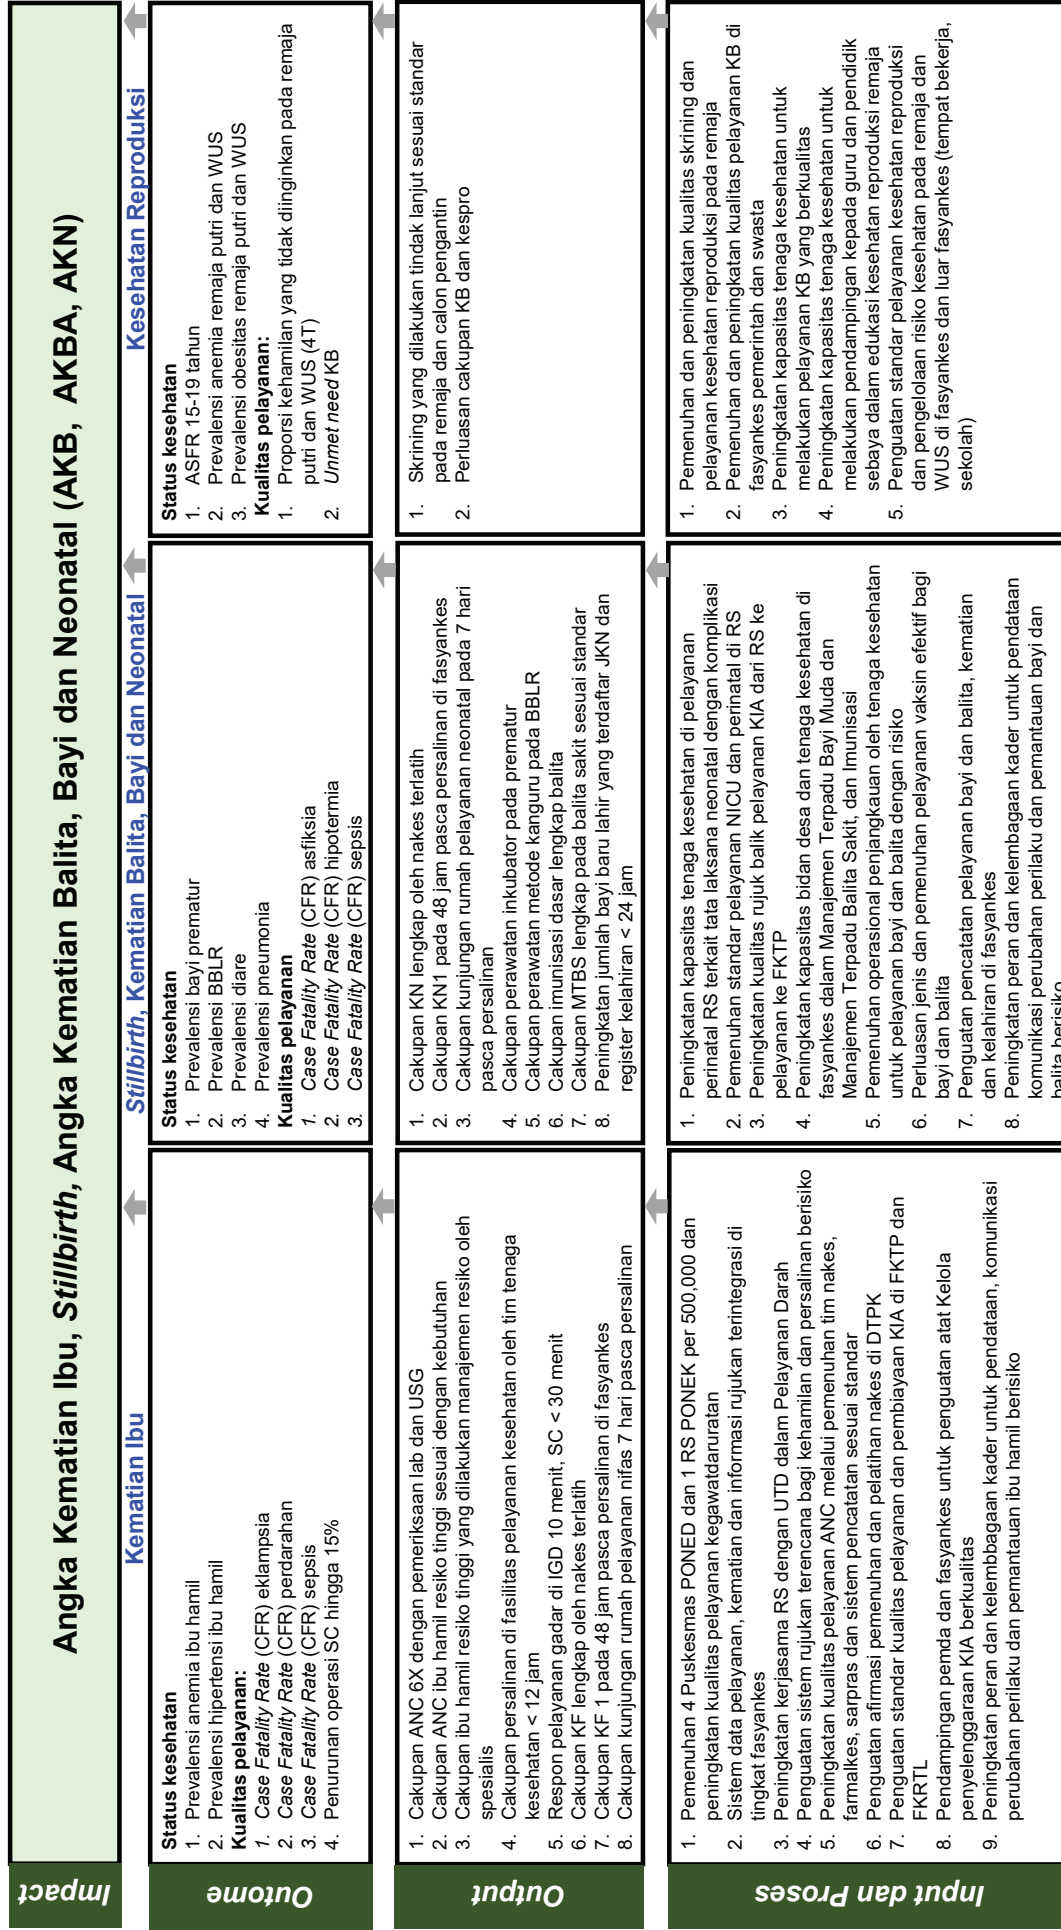 Impact
Angka Kematian Ibu, Stillbirth, Angka Kematian Balita, Bayi dan Neonatal (AKB, AKBA, AKN)
Kematian Ibu
Stillbirth, Kematian Balita, Bayi dan Neonatal
Kesehatan Reproduksi
Outome
Status kesehatan
1. Prevalensi anemia ibu hamil
2. Prevalensi hipertensi ibu hamil
Kualitas pelayanan:
1. Case Fatality Rate (CFR) eklampsia
2. Case Fatality Rate (CFR) perdarahan
3. Case Fatality Rate (CFR) sepsis
4. Penurunan operasi SC hingga 15%
Status kesehatan
1. Prevalensi bayi prematur
2. Prevalensi BBLR
3. Prevalensi diare
4. Prevalensi pneumonia
Kualitas pelayanan
1. Case Fatality Rate (CFR) asfiksia
2. Case Fatality Rate (CFR) hipotermia
3. Case Fatality Rate (CFR) sepsis
Status kesehatan
1. ASFR 15-19 tahun
2. Prevalensi anemia remaja putri dan WUS
3. Prevalensi obesitas remaja putri dan WUS
Kualitas pelayanan:
1. Proporsi kehamilan yang tidak diinginkan pada remaja
putri dan WUS (4T)
2. Unmet need KB
Output
1. Cakupan ANC 6X dengan pemeriksaan lab dan USG
2. Cakupan ANC ibu hamil resiko tinggi sesuai dengan kebutuhan
3. Cakupan ibu hamil resiko tinggi yang dilakukan manajemen resiko oleh
spesialis
4. Cakupan persalinan di fasilitas pelayanan kesehatan oleh tim tenaga
kesehatan < 12 jam
5. Respon pelayanan gadar di IGD 10 menit, SC < 30 menit
6. Cakupan KF lengkap oleh nakes terlatih
7. Cakupan KF 1 pada 48 jam pasca persalinan di fasyankes
8. Cakupan kunjungan rumah pelayanan nifas 7 hari pasca persalinan
1. Cakupan KN lengkap oleh nakes terlatih
2. Cakupan KN1 pada 48 jam pasca persalinan di fasyankes
3. Cakupan kunjungan rumah pelayanan neonatal pada 7 hari
pasca persalinan
4. Cakupan perawatan inkubator pada prematur
5. Cakupan perawatan metode kanguru pada BBLR
6. Cakupan imunisasi dasar lengkap balita
7. Cakupan MTBS lengkap pada balita sakit sesuai standar
8. Peningkatan jumlah bayi baru lahir yang terdaftar JKN dan
register kelahiran < 24 jam
1. Skrining yang dilakukan tindak lanjut sesuai standar
pada remaja dan calon pengantin
2. Perluasan cakupan KB dan kespro
Input dan Proses
1. Pemenuhan 4 Puskesmas PONED dan 1 RS PONEK per 500,000 dan
peningkatan kualitas pelayanan kegawatdaruratan
2. Sistem data pelayanan, kematian dan informasi rujukan terintegrasi di
tingkat fasyankes
3. Peningkatan kerjasama RS dengan UTD dalam Pelayanan Darah
4. Penguatan sistem rujukan terencana bagi kehamilan dan persalinan berisiko
5. Peningkatan kualitas pelayanan ANC melalui pemenuhan tim nakes,
farmalkes, sarpras dan sistem pencatatan sesuai standar
6. Penguatan afirmasi pemenuhan dan pelatihan nakes di DTPK
7. Penguatan standar kualitas pelayanan dan pembiayaan KIA di FKTP dan
FKRTL
8. Pendampingan pemda dan fasyankes untuk penguatan atat Kelola
penyelenggaraan KIA berkualitas
9. Peningkatan peran dan kelembbagaan kader untuk pendataan, komunikasi
perubahan perilaku dan pemantauan ibu hamil berisiko
1. Peningkatan kapasitas tenaga kesehatan di pelayanan
perinatal RS terkait tata laksana neonatal dengan komplikasi
2. Pemenuhan standar pelayanan NICU dan perinatal di RS
3. Peningkatan kualitas rujuk balik pelayanan KIA dari RS ke
pelayanan ke FKTP
4. Peningkatan kapasitas bidan desa dan tenaga kesehatan di
fasyankes dalam Manajemen Terpadu Bayi Muda dan
Manajemen Terpadu Balita Sakit, dan Imunisasi
5. Pemenuhan operasional penjangkauan oleh tenaga kesehatan
untuk pelayanan bayi dan balita dengan risiko
6. Perluasan jenis dan pemenuhan pelayanan vaksin efektif bagi
bayi dan balita
7. Penguatan pencatatan pelayanan bayi dan balita, kematian
dan kelahiran di fasyankes
8. Peningkatan peran dan kelembagaan kader untuk pendataan
komunikasi perubahan perilaku dan pemantauan bayi dan
balita berisiko
1. Pemenuhan dan peningkatan kualitas skrining dan
pelayanan kesehatan reproduksi pada remaja
2. Pemenuhan dan peningkatan kualitas pelayanan KB di
fasyankes pemerintah dan swasta
3. Peningkatan kapasitas tenaga kesehatan untuk
melakukan pelayanan KB yang berkualitas
4. Peningkatan kapasitas tenaga kesehatan untuk
melakukan pendampingan kepada guru dan pendidik
sebaya dalam edukasi kesehatan reproduksi remaja
5. Penguatan standar pelayanan kesehatan reproduksi
dan pengelolaan risiko kesehatan pada remaja dan
WUS di fasyankes dan luar fasyankes (tempat bekerja,
sekolah)